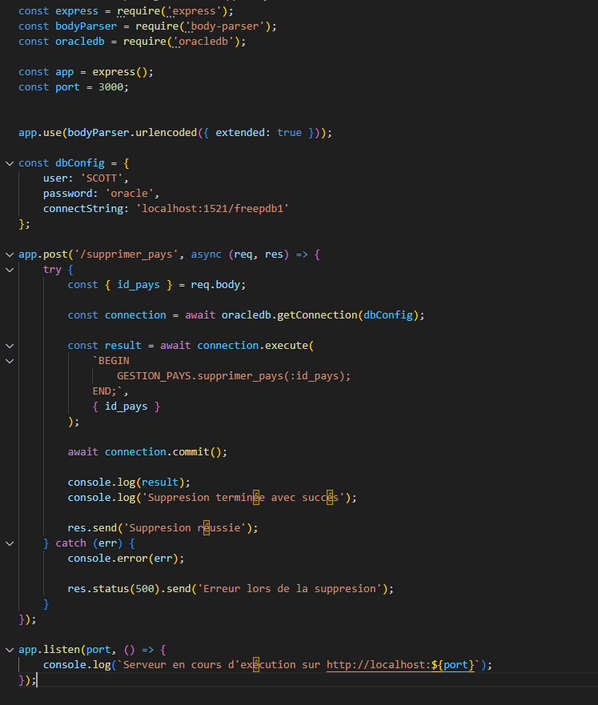 const express = require('express');
const bodyParser = require('body-parser');
const oracledb = require('oracledb');
const app = express();
const port = 3000;
app.use(bodyParser.urlencoded({ extended: true }));
const dbConfig = {
    user: 'SCOTT',
    password: 'oracle',
    connectString: 'localhost:1521/freepdb1'
};
app.post('/supprimer_pays', async (req, res) => {
    try {
        const { id_pays } = req.body;
        const connection = await oracledb.getConnection(dbConfig);
        const result = await connection.execute(
            `BEGIN
                GESTION_PAYS.supprimer_pays(:id_pays);
            END;`,
            { id_pays }
        );
        await connection.commit();
        console.log(result);
        console.log('Suppresion terminée avec succés');
        res.send('Suppresion réussie');
    } catch (err) {
        console.error(err);
        res.status(500).send('Erreur lors de la suppresion');
    }
});
app.listen(port, () => {
    console.log(`Serveur en cours d'exécution sur http://localhost:${port}`);
});